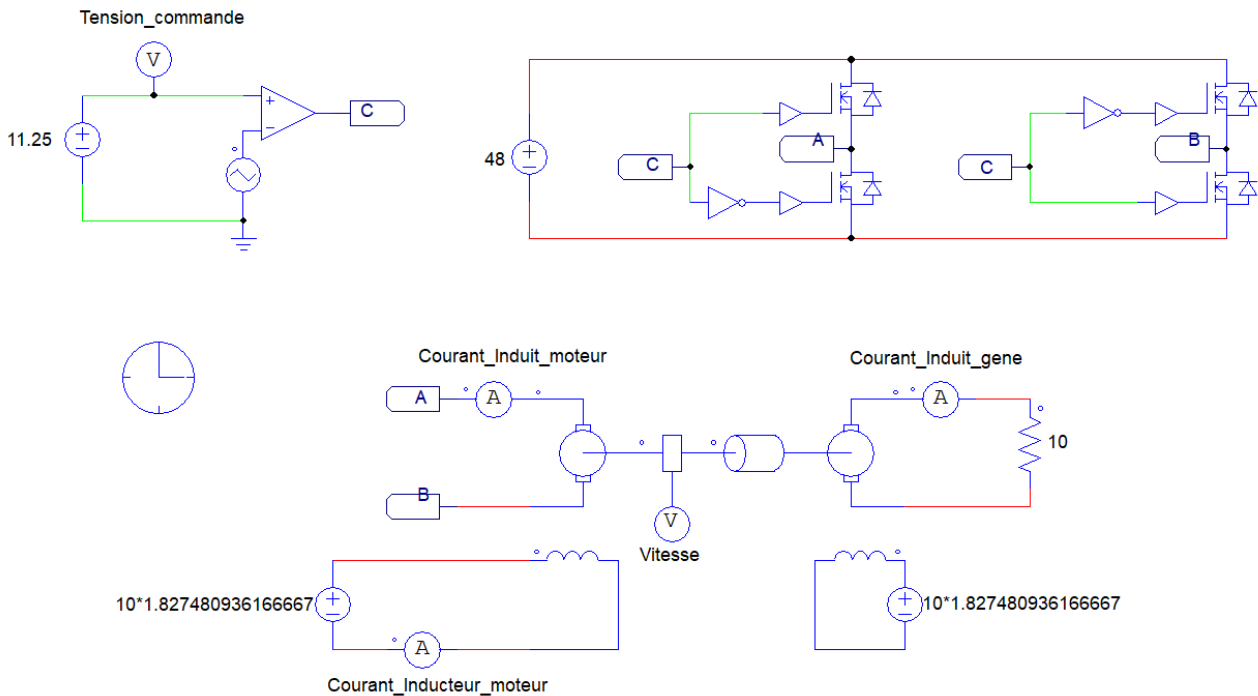 Tension_commande
V
11.25
C
48
C
A
C
B
Courant_Induit_moteur
A
A
B
V
Vitesse
Courant_Induit_gene
A
10
10*1.827480936166667
A
Courant_Inducteur_moteur
10*1.827480936166667